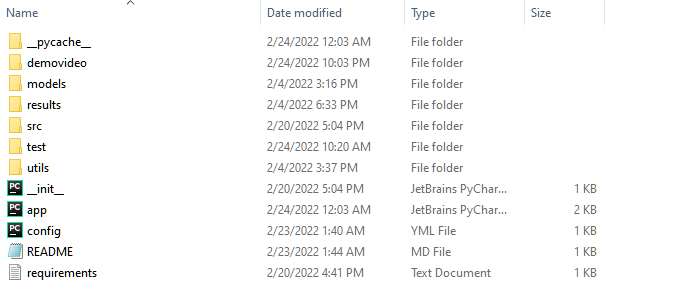 Name Date modified Type Size
__pycache__ 2/24/2022 12:03 AM File folder
demovideo 2/24/2022 10:03 PM File folder
models 2/4/2022 3:16 PM File folder
results 2/4/2022 6:33 PM File folder
src 2/20/2022 5:04 PM File folder
test 2/24/2022 10:20 AM File folder
utils 2/4/2022 3:37 PM File folder
PC __init__ 2/20/2022 5:04 PM JetBrains PyChar... 1 KB
PC app 2/24/2022 12:03 AM JetBrains PyChar... 2 KB
PC config 2/23/2022 1:40 AM YML File 1 KB
README 2/23/2022 1:44 AM MD File 1 KB
requirements 2/20/2022 4:41 PM Text Document 1 KB